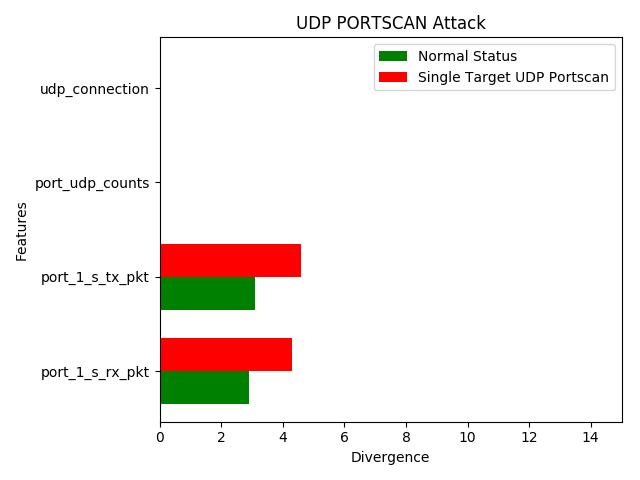 UDP PORTSCAN Attack
Normal Status
Single Target UDP Portscan
udp_connection
port_udp_counts
port_1_s_tx_pkt
port_1_s_rx_pkt
Features
0 2 4 6 8 10 12 14
Divergence